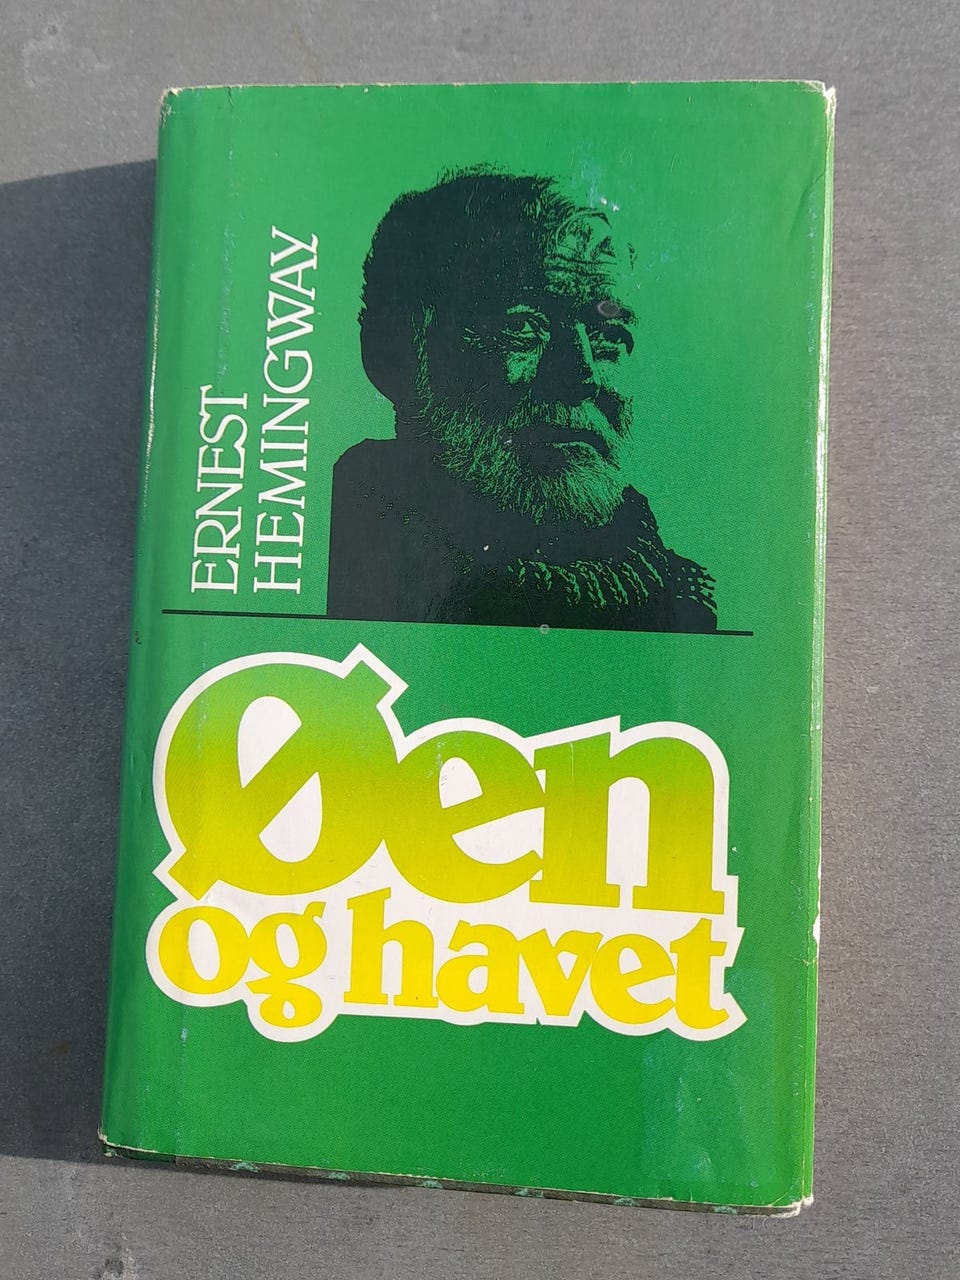 ERNEST
HEMINGWAY
Øen
og havet